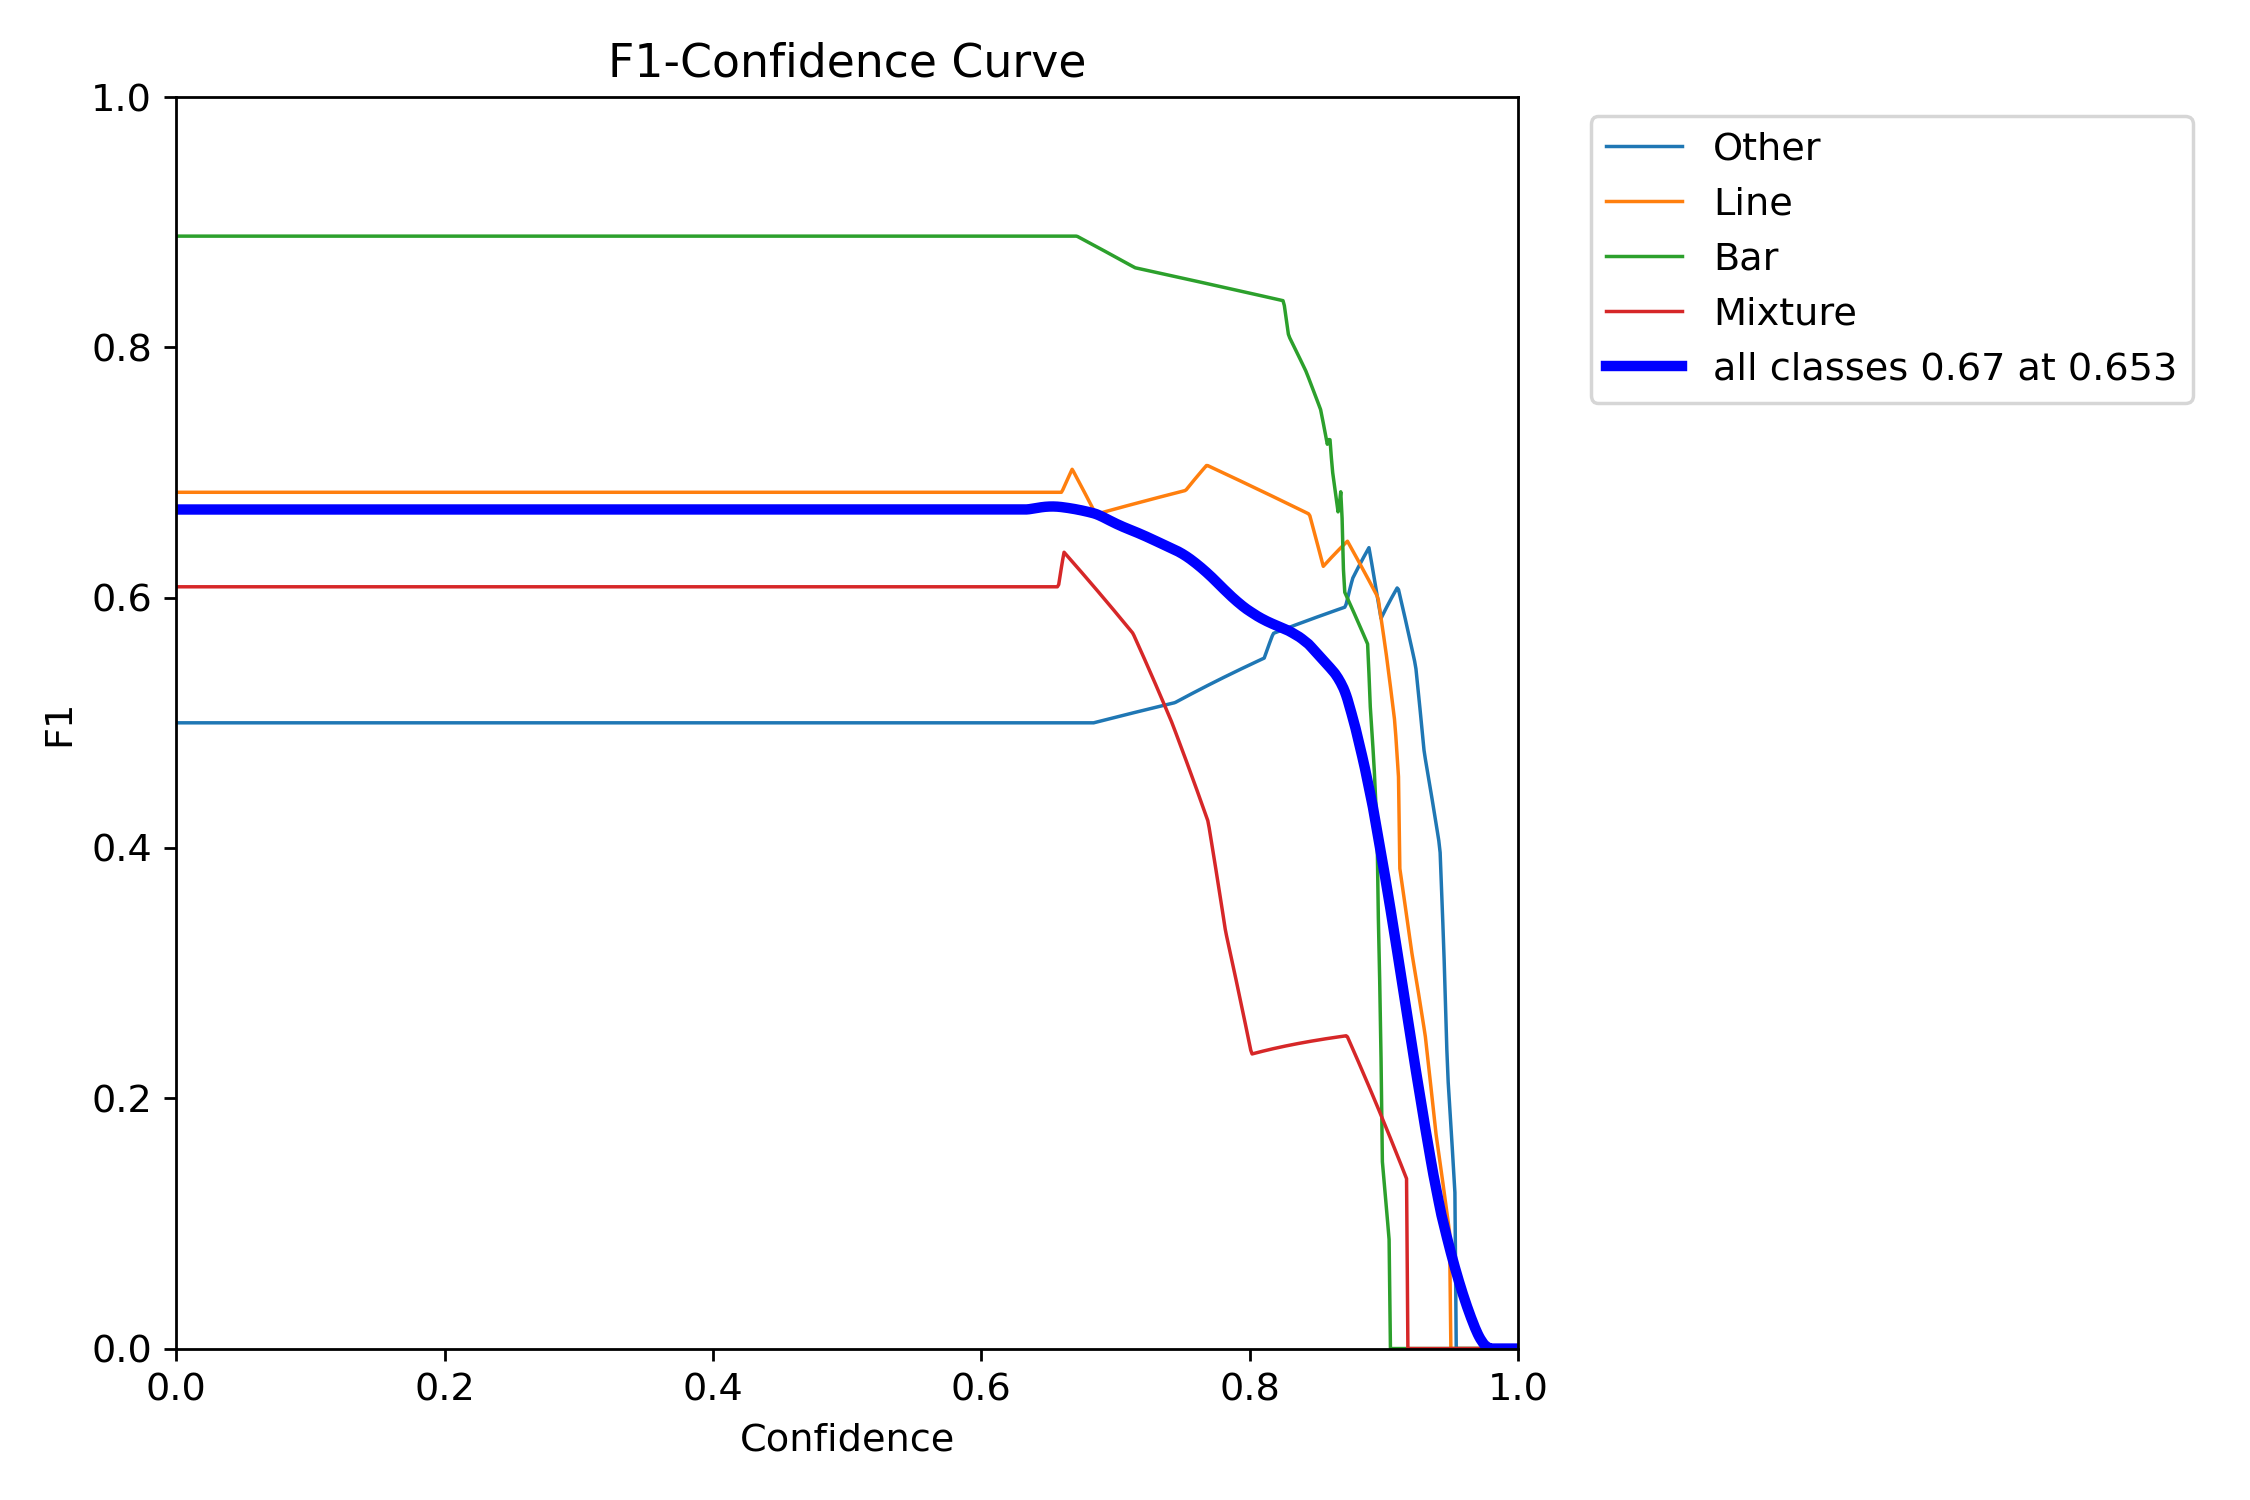 F1-Confidence Curve
1.0
0.8
0.6
0.4
0.2
0.0
F1
0.0 0.2 0.4 0.6 0.8 1.0
Confidence
Other
Line
Bar
Mixture
all classes 0.67 at 0.653